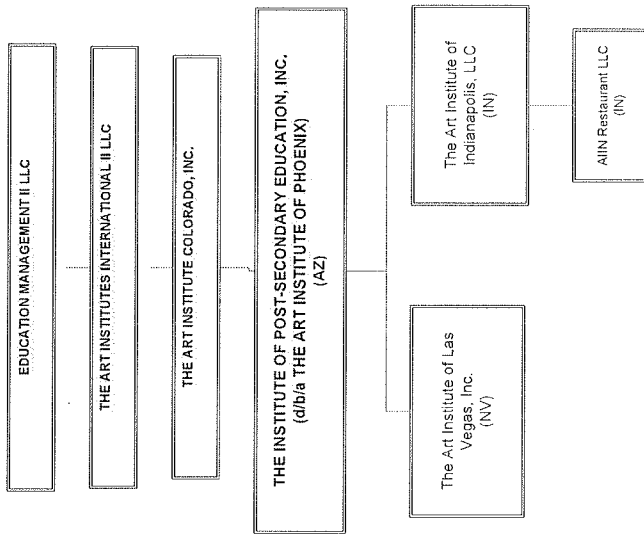 EDUCATION MANAGEMENT II LLC
THE ART INSTITUTES INTERNATIONAL II LLC
THE ART INSTITUTE COLORADO, INC.
THE INSTITUTE OF POST-SECONDARY EDUCATION, INC.
(d/b/a THE ART INSTITUTE OF PHOENIX)
(AZ)
The Art Institute of Las
Vegas, Inc.
(NV)
The Art Institute of
Indianapolis, LLC
(IN)
AIIN Restaurant LLC
(IN)